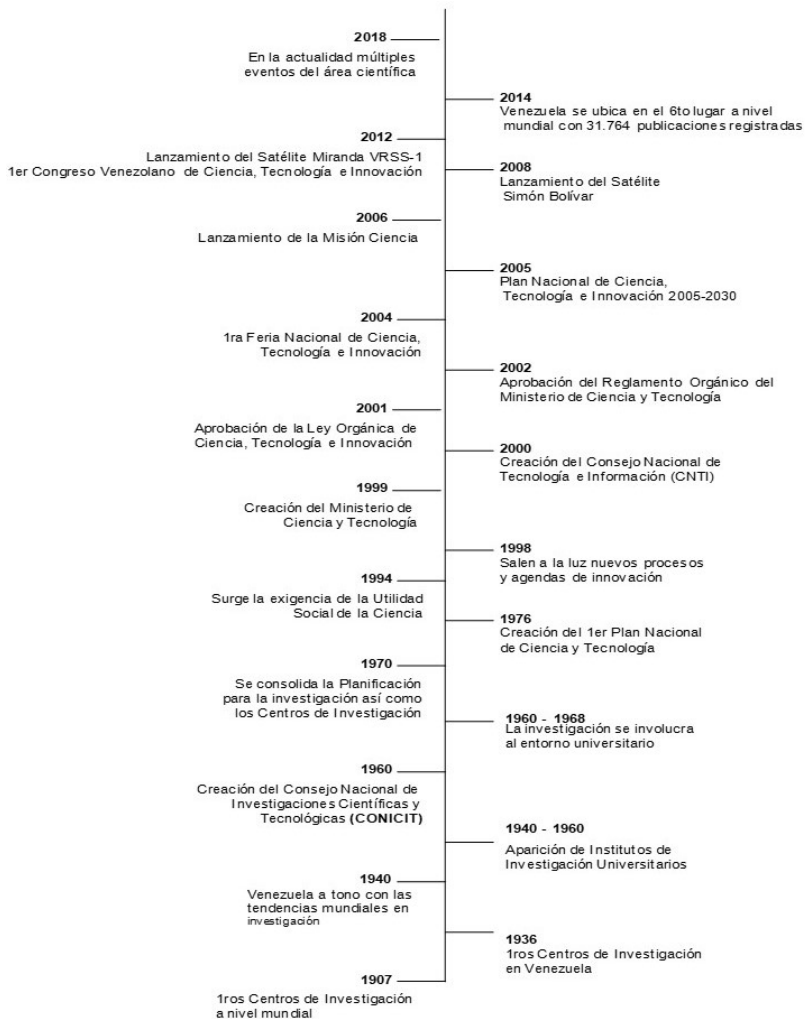 2018
En la actualidad múltiples
eventos del área científica
2014
Venezuela se ubica en el 6to lugar a nivel
mundial con 31.764 publicaciones registradas
2012
Lanzamiento del Satélite Miranda VRSS-1
1er Congreso Venezolano de Ciencia, Tecnología e Innovación
2008
Lanzamiento del Satélite
Simón Bolívar
2006
Lanzamiento de la Misión Ciencia
2005
Plan Nacional de Ciencia,
Tecnología e Innovación 2005-2030
2004
1ra Feria Nacional de Ciencia,
Tecnología e Innovación
2002
Aprobación del Reglamento Orgánico del
Ministerio de Ciencia y Tecnología
2001
Aprobación de la Ley Orgánica de
Ciencia, Tecnología e Innovación
2000
Creación del Consejo Nacional de
Tecnología e Información (CNTI)
1999
Creación del Ministerio de
Ciencia y Tecnología
1998
Salen a la luz nuevos procesos
y agendas de innovación
1994
Surge la exigencia de la Utilidad
Social de la Ciencia
1976
Creación del 1er Plan Nacional
de Ciencia y Tecnología
1970
Se consolida la Planificación
para la investigación así como
los Centros de Investigación
1960 - 1968
La investigación se involucra
al entorno universitario
1960
Creación del Consejo Nacional de
Investigaciones Científicas y
Tecnológicas (CONICIT)
1940 - 1960
Aparición de Institutos de
Investigación Universitarios
1940
Venezuela a tono con las
tendencias mundiales en
investigación
1936
1ros Centros de Investigación
en Venezuela
1907
1ros Centros de Investigación
a nivel mundial